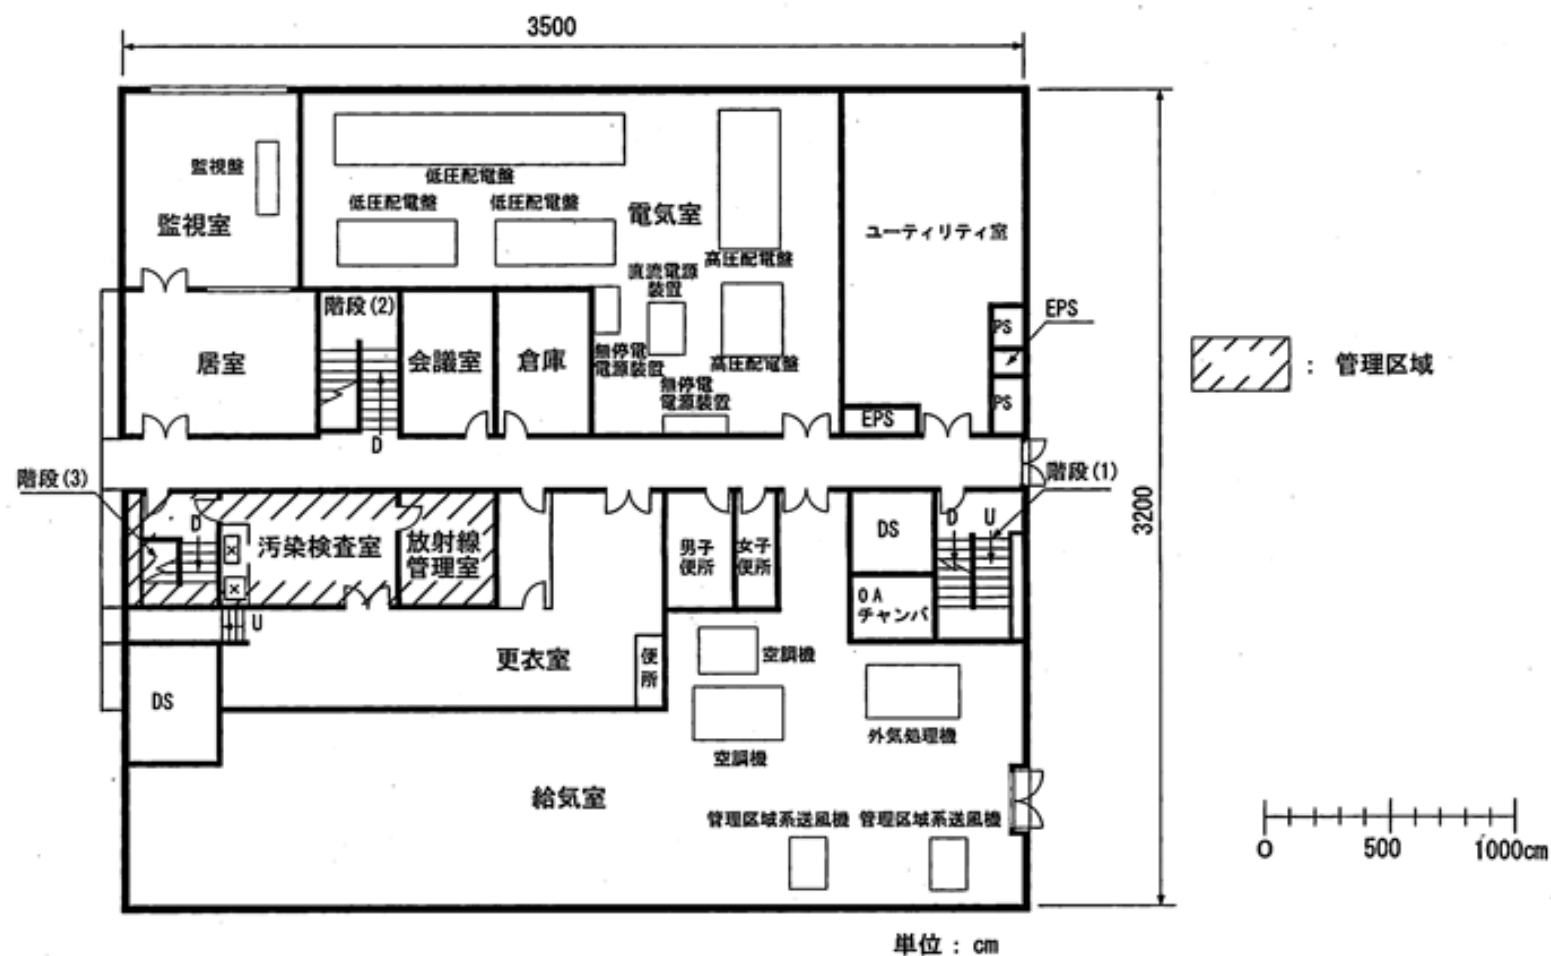 3500
監視盤
監視室
低圧配電盤
低圧配電盤
低圧配電盤
電気室
高圧配電盤
直流電源
装置
無停電
電源装置
高圧配電盤
無停電
電源装置
ユーティリティ室
PS
EPS
PS
EPS
: 管理区域
居室
階段(2)
D
会議室
倉庫
階段(3)
階段(1)
3200
D
汚染検査室
放射線
管理室
U
男子
便所
女子
便所
DS
D U
OA
チャンバ
更衣室
便
所
DS
空調機
空調機
外気処理機
給気室
管理区域系送風機
管理区域系送風機
0 500 1000cm
単位 : cm